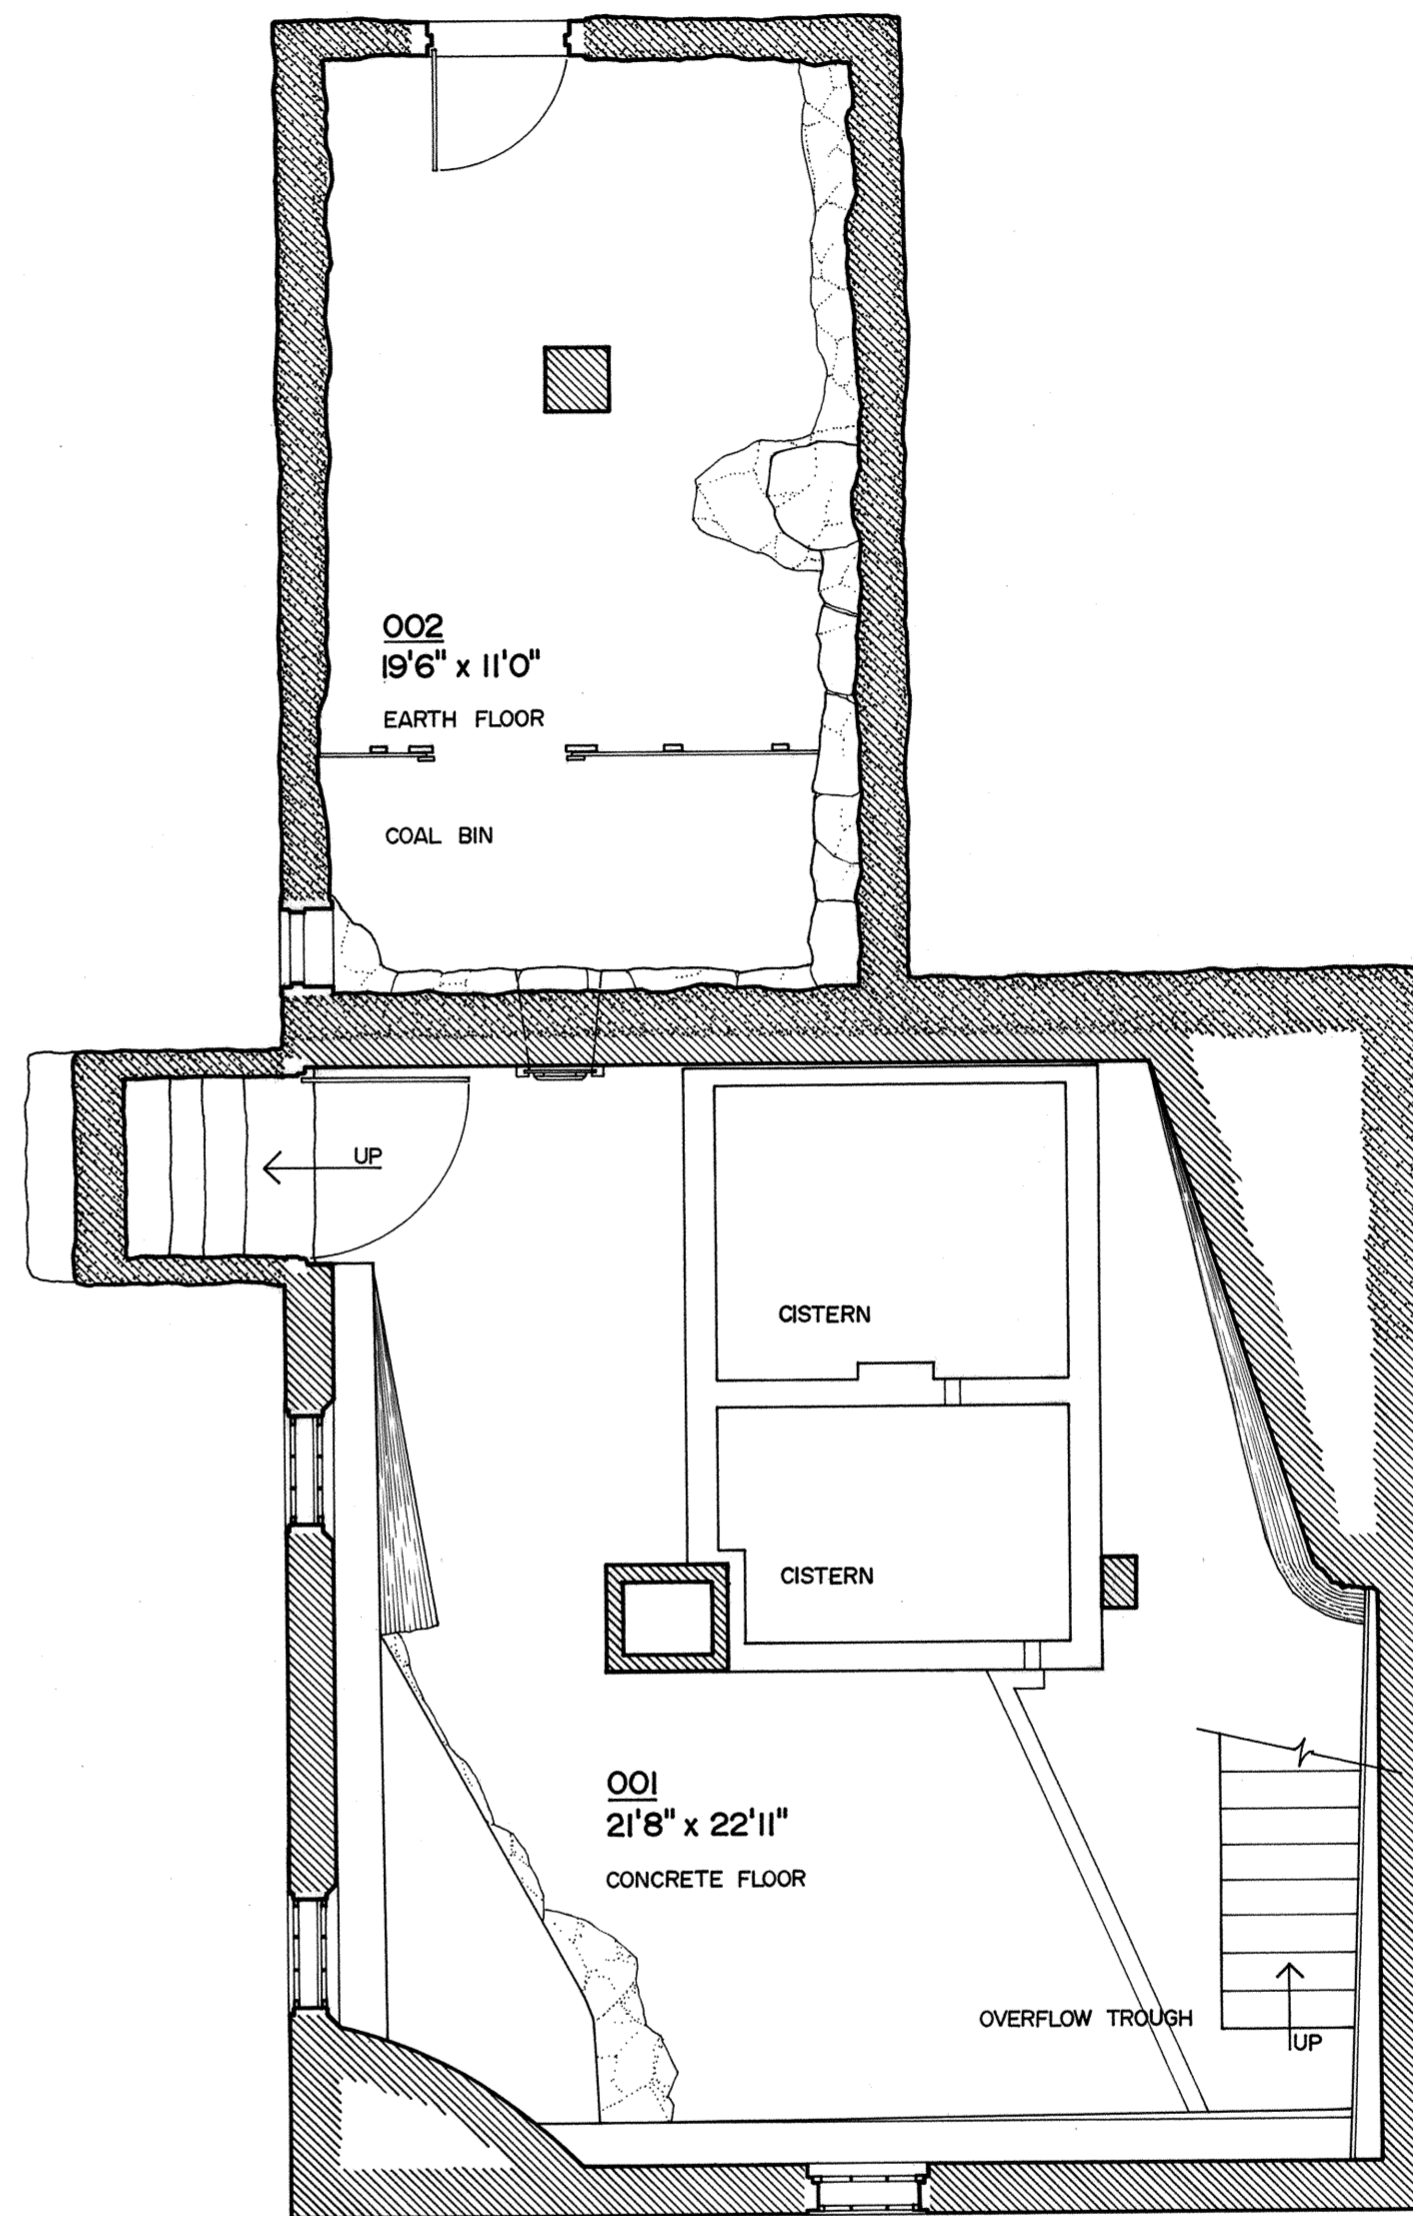 002
19'6" x 11'0"
EARTH FLOOR
COAL BIN
UP
CISTERN
CISTERN
001
21'8" x 22'11"
CONCRETE FLOOR
OVERFLOW TROUGH
UP